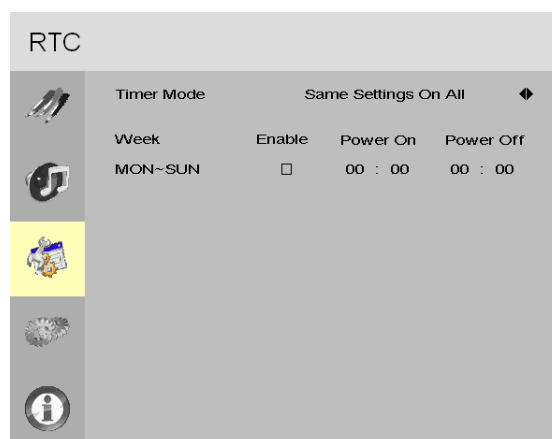 RTC
Timer Mode Same Settings On All
Week Enable Power On Power Off
MON~SUN 00 : 00 00 : 00